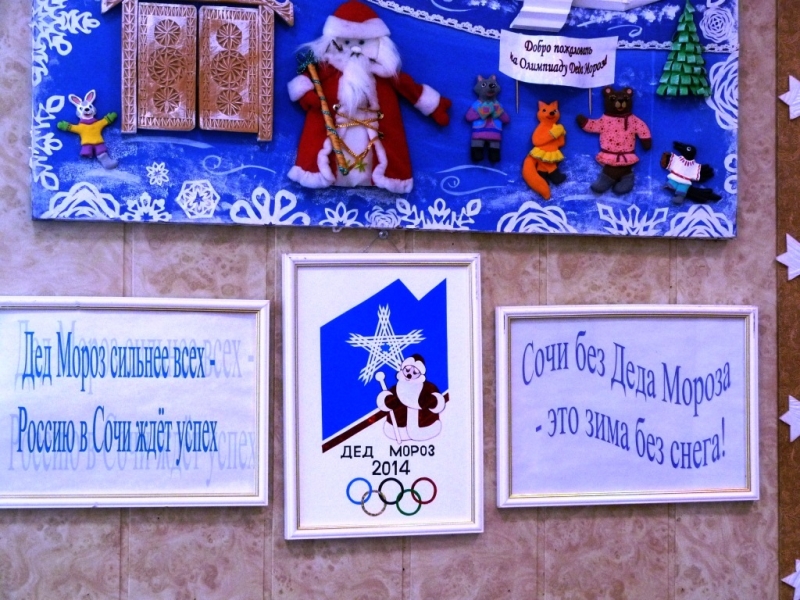 Добро пожаловать
на Олимпиаду Деда Мороза!
Дед Мороз сильнее всех -
Россию в Сочи ждёт успех
ДЕД МОРОЗ
2014
Сочи без Деда Мороза
- это зима без снега!